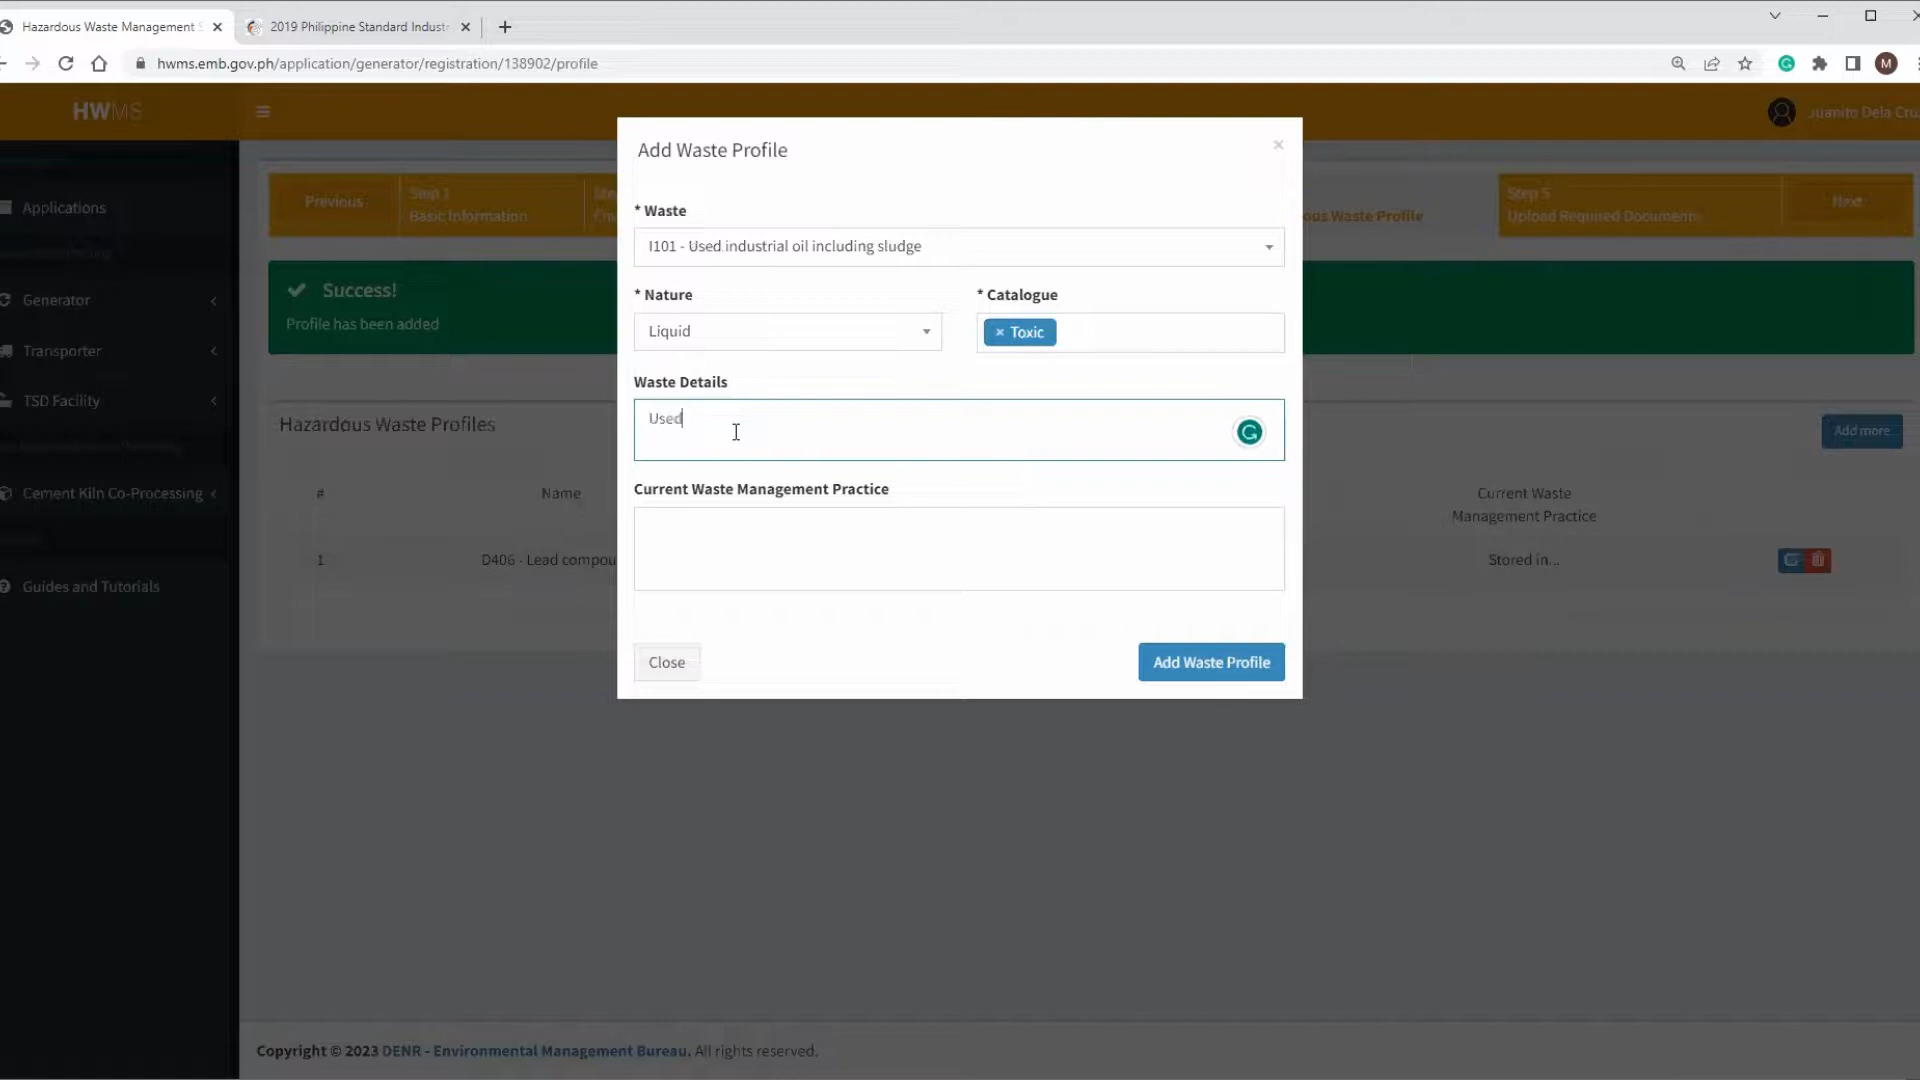 Hazardous Waste Management S
2019 Philippine Standard Indust
hwms.emb.gov.ph/application/generator/registration/138902/profile
M
HWMS
Juanito Dela Cru
Applications
Generator
Transporter
TSD Facility
Cement Kiln Co-Processing
Guides and Tutorials
Previous
Step 1
Basic Information
ous Waste Profile
Step 5
Upload Required Documents
Next
Success!
Profile has been added
Hazardous Waste Profiles
Add more
#
Name
Current Waste
Management Practice
1
D406 - Lead compou
Stored in...
Add Waste Profile
×
* Waste
I101 - Used industrial oil including sludge
* Nature
* Catalogue
Liquid
× Toxic
Waste Details
Used
Current Waste Management Practice
Close
Add Waste Profile
Copyright © 2023 DENR - Environmental Management Bureau. All rights reserved.